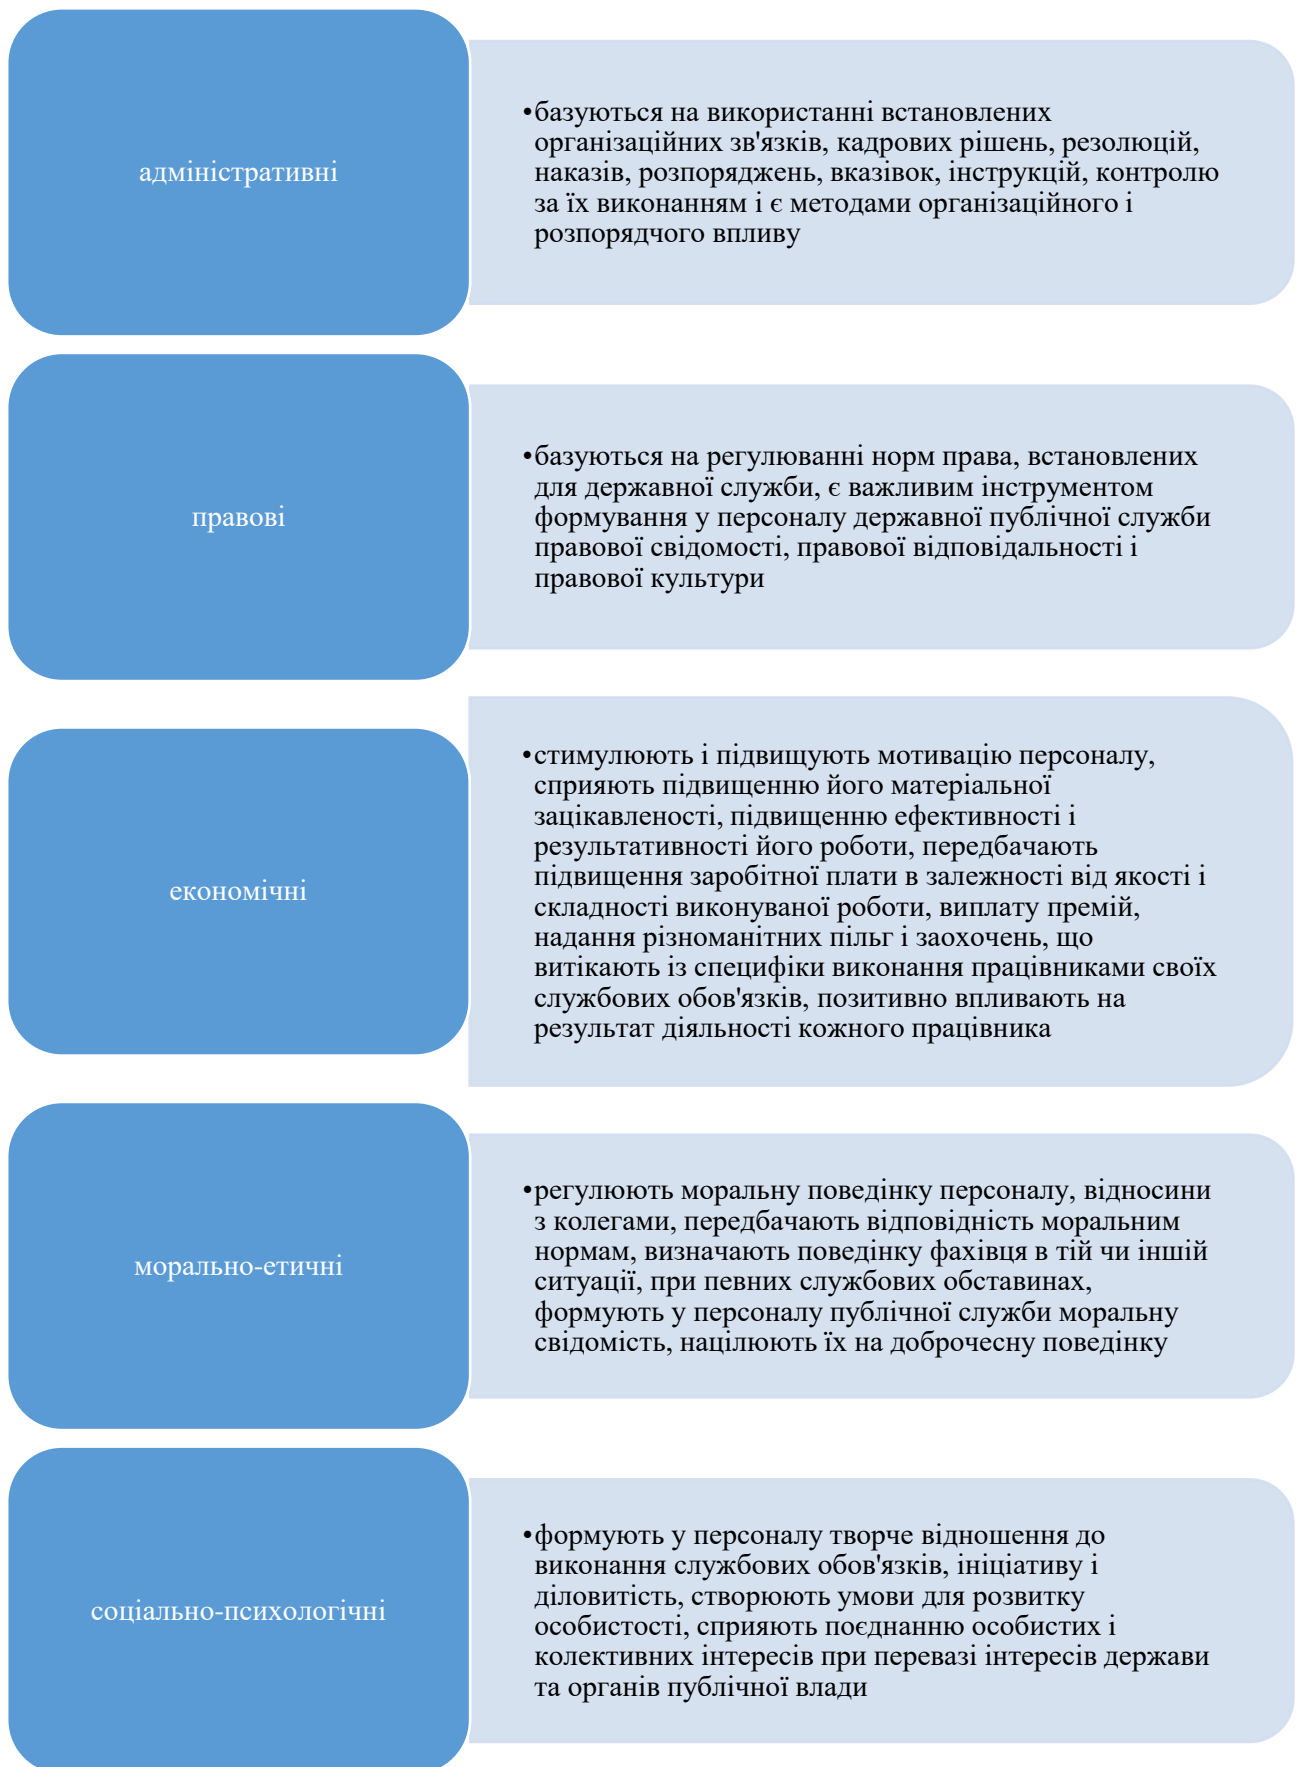 адміністративні
•базуються на використанні встановлених
організаційних зв'язків, кадрових рішень, резолюцій,
наказів, розпоряджень, вказівок, інструкцій, контролю
за їх виконанням і є методами організаційного і
розпорядчого впливу
правові
•базуються на регулюванні норм права, встановлених
для державної служби, є важливим інструментом
формування у персоналу державної публічної служби
правової свідомості, правової відповідальності і
правової культури
економічні
•стимулюють і підвищують мотивацію персоналу,
сприяють підвищенню його матеріальної
зацікавленості, підвищенню ефективності і
результативності його роботи, передбачають
підвищення заробітної плати в залежності від якості і
складності виконуваної роботи, виплату премій,
надання різноманітних пільг і заохочень, що
витікають із специфіки виконання працівниками своїх
службових обов'язків, позитивно впливають на
результат діяльності кожного працівника
морально-етичні
•регулюють моральну поведінку персоналу, відносини
з колегами, передбачають відповідність моральним
нормам, визначають поведінку фахівця в тій чи іншій
ситуації, при певних службових обставинах,
формують у персоналу публічної служби моральну
свідомість, націлюють їх на доброчесну поведінку
соціально-психологічні
•формують у персоналу творче відношення до
виконання службових обов'язків, ініціативу і
діловитість, створюють умови для розвитку
особистості, сприяють поєднанню особистих і
колективних інтересів при перевазі інтересів держави
та органів публічної влади